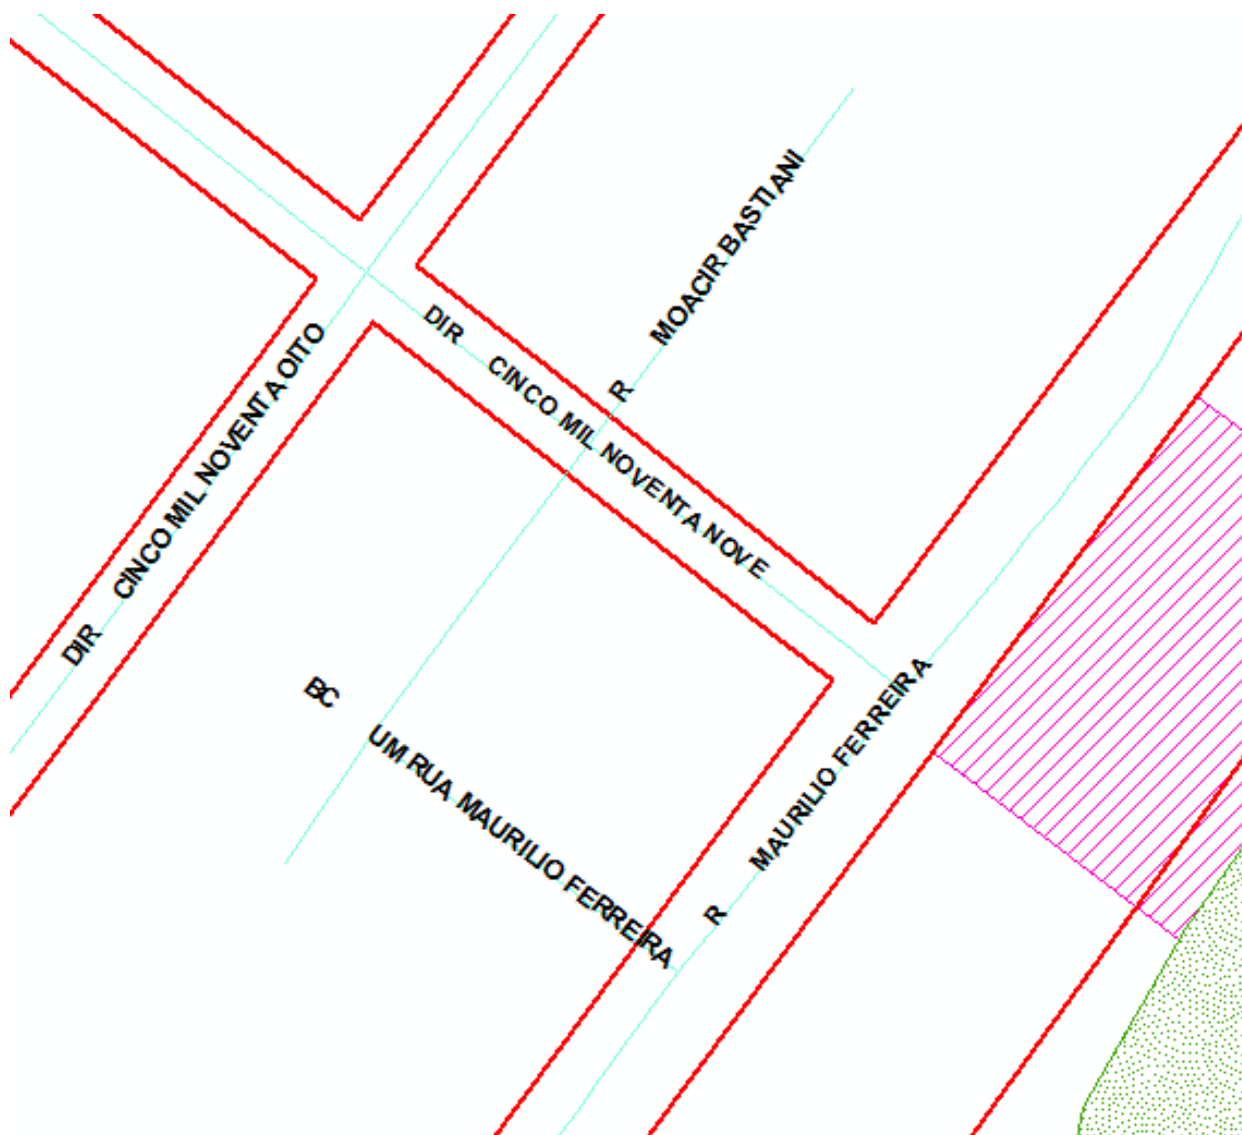 R MOACIR BASTIANI
DIR CINCO MIL NOVENTA NOVE
DIR CINCO MIL NOVENTA OITO
BC UM RUA MAURILIO FERREIRA
R MAURILIO FERREIRA